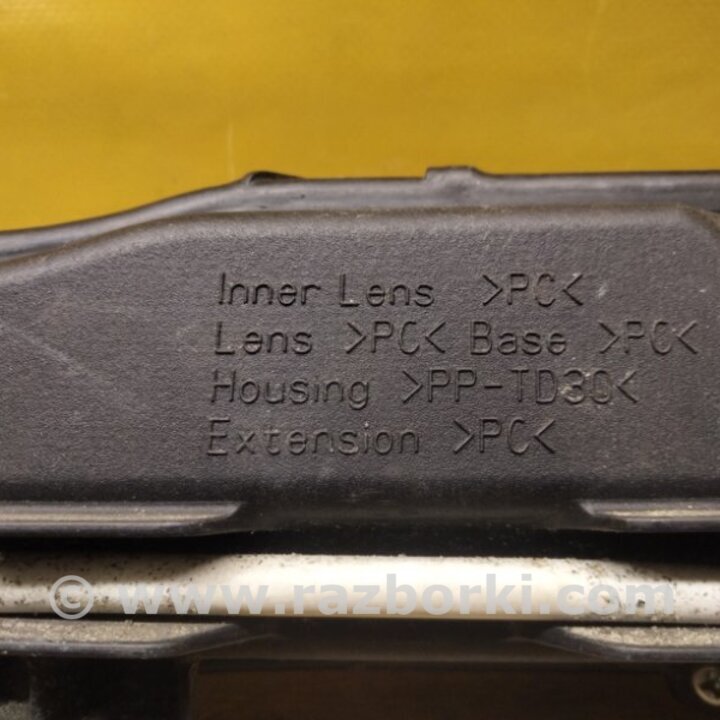 Inner Lens >PC<
Lens >PC< Base >PC<
Housing >PP-TD30<
Extension >PC<
© www.razborki.com